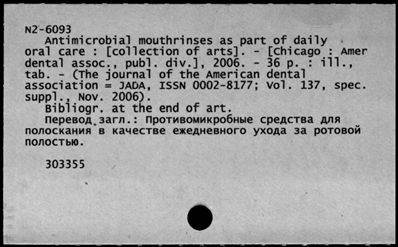 N2-6093
Antimicrobial mouthrinses as part of daily
oral care : [collection of arts]. - [Chicago : Amer
dental assoc., publ. div.], 2006. - 36 p. : ill.,
tab. - (The journal of the American dental
association = JADA, ISSN 0002-8177; Vol. 137, spec.
suppl., Nov. 2006).
Bibliogr. at the end of art.
Перевод загл.: Противомикробные средства для
полоскания в качестве ежедневного ухода за ротовой
полостью.
303355